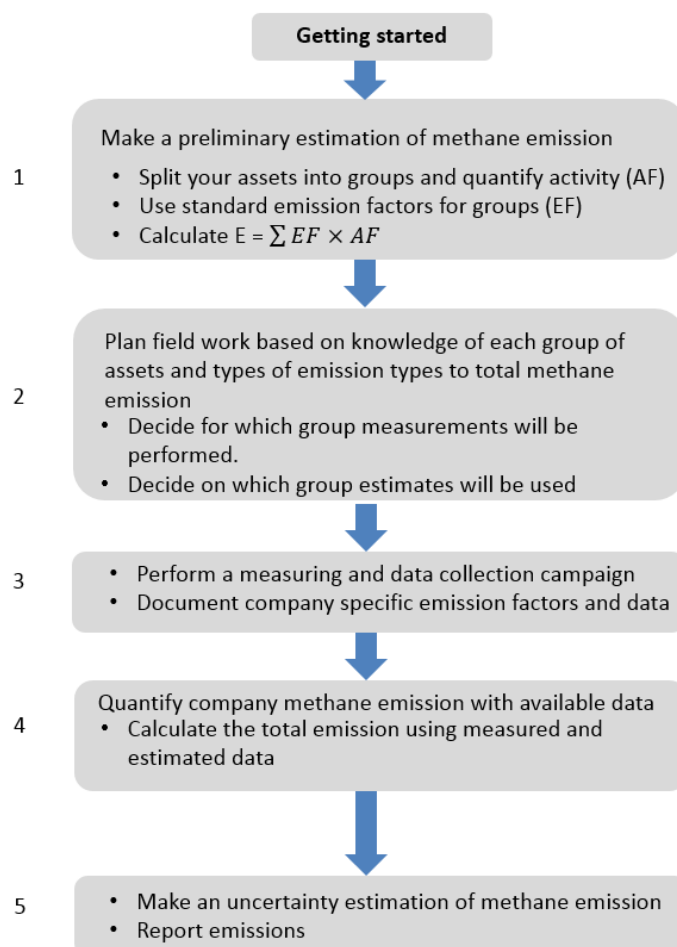 Getting started
1
Make a preliminary estimation of methane emission
• Split your assets into groups and quantify activity (AF)
• Use standard emission factors for groups (EF)
• Calculate E = ∑ EF × AF
2
Plan field work based on knowledge of each group of
assets and types of emission types to total methane
emission
• Decide for which group measurements will be
performed.
• Decide on which group estimates will be used
3
• Perform a measuring and data collection campaign
• Document company specific emission factors and data
4
Quantify company methane emission with available data
• Calculate the total emission using measured and
estimated data
5
• Make an uncertainty estimation of methane emission
• Report emissions